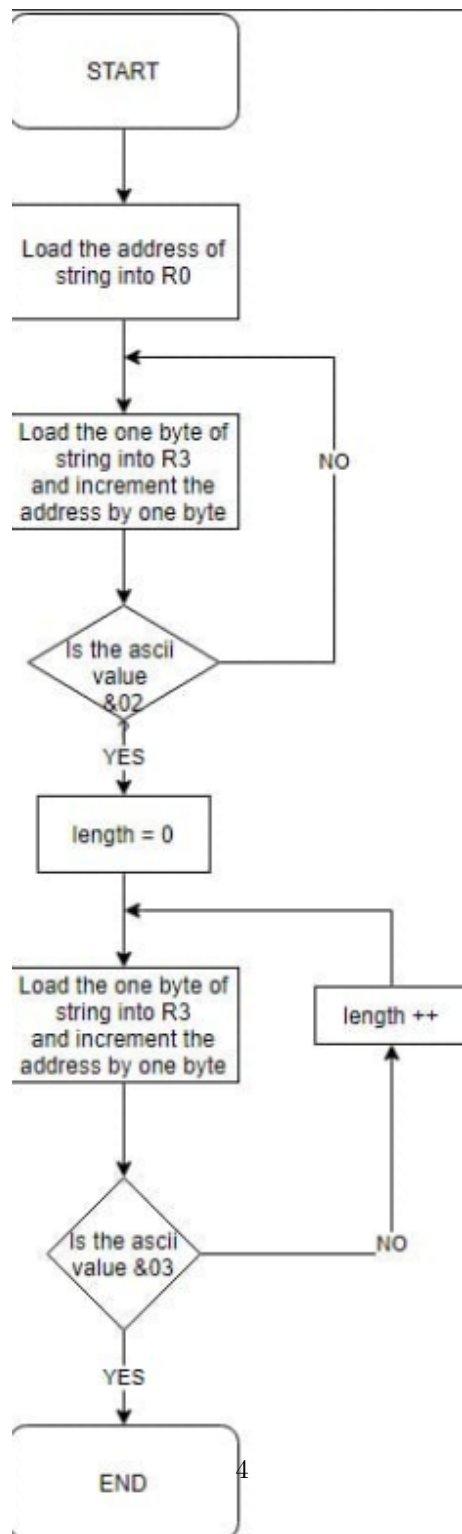 START
Load the address of
string into R0
Load the one byte of
string into R3
and increment the
address by one byte
NO
Is the ascii
value
&02
?
YES
length = 0
Load the one byte of
string into R3
and increment the
address by one byte
length ++
Is the ascii
value &03
NO
YES
END
4